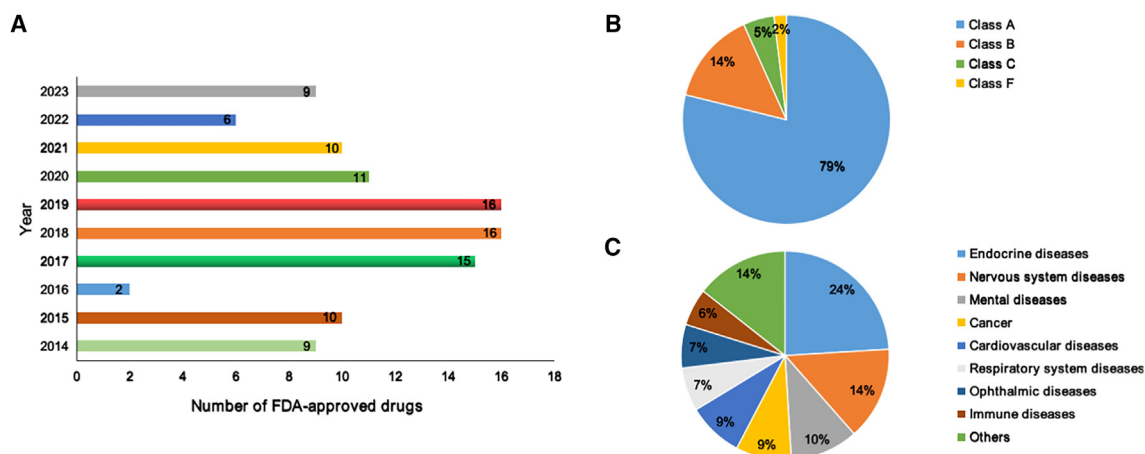 A
Year
2023
9
2022
6
2021
10
2020
11
2019
16
2018
16
2017
15
2016
2
2015
10
2014
9
0 2 4 6 8 10 12 14 16 18
Number of FDA-approved drugs
B
5%
2%
14%
79%
Class A
Class B
Class C
Class F
C
14%
24%
6%
7%
7%
14%
9%
9%
10%
Endocrine diseases
Nervous system diseases
Mental diseases
Cancer
Cardiovascular diseases
Respiratory system diseases
Ophthalmic diseases
Immune diseases
Others